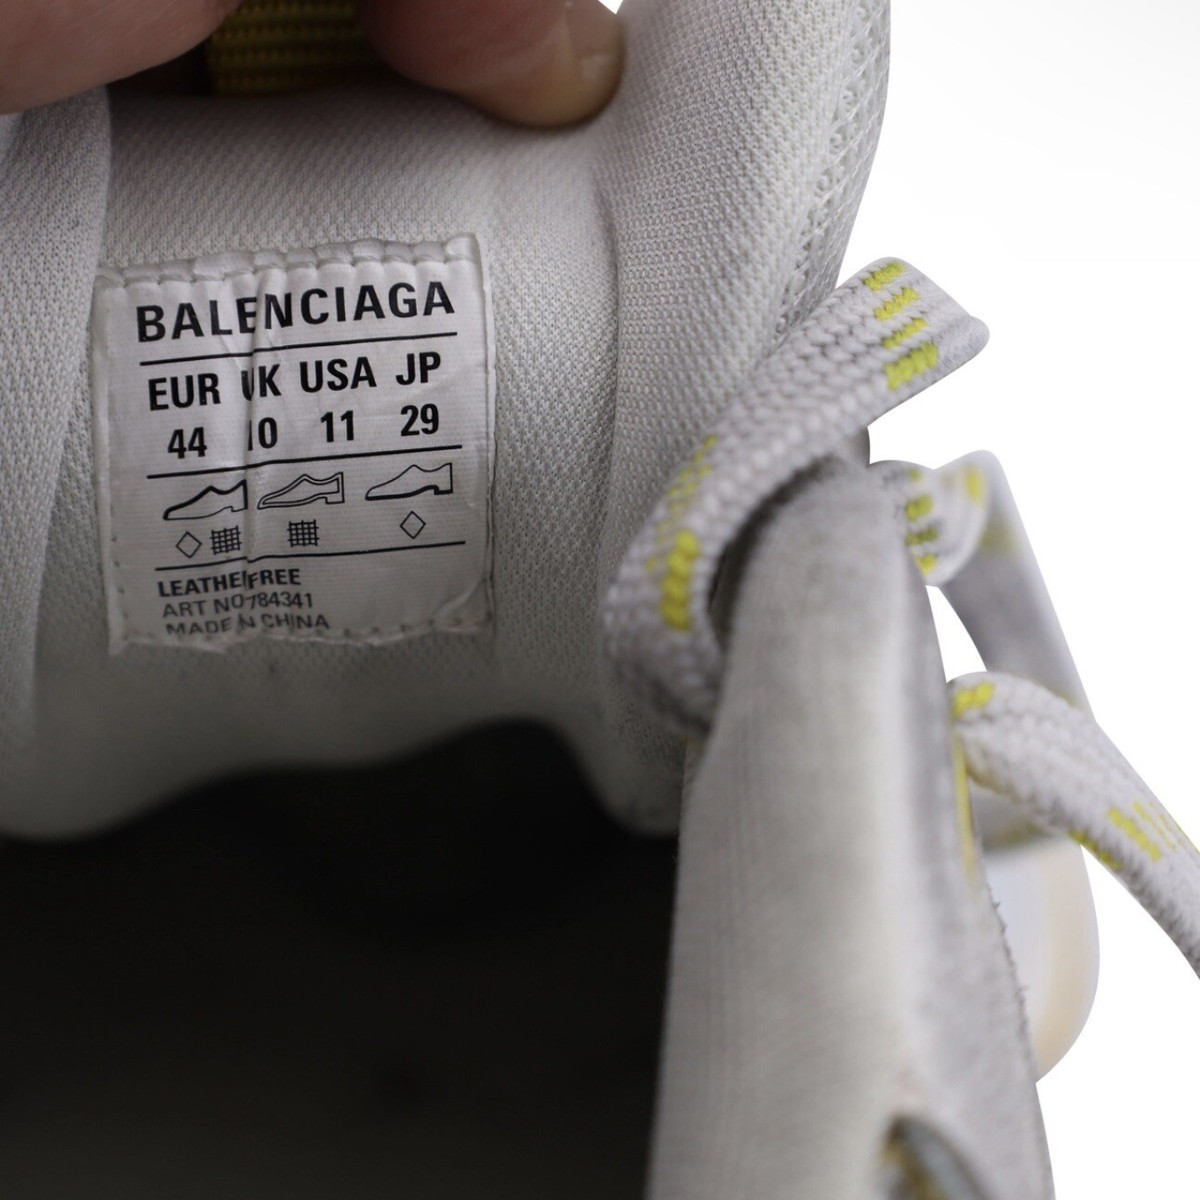 BALENCIAGA
EUR UK USA JP
44 10 11 29
LEATHER FREE
ART NO 784341
MADE IN CHINA